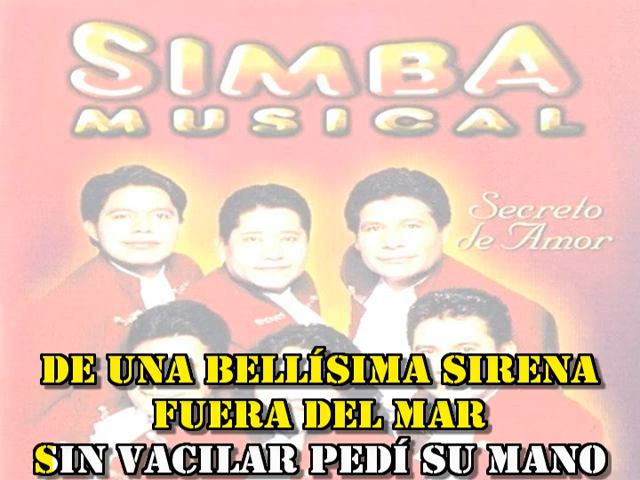 SIMBA
MUSICAL
Secreto
de Amor
DE UNA BELLÍSIMA SIRENA
FUERA DEL MAR
SIN VACILAR PEDÍ SU MANO